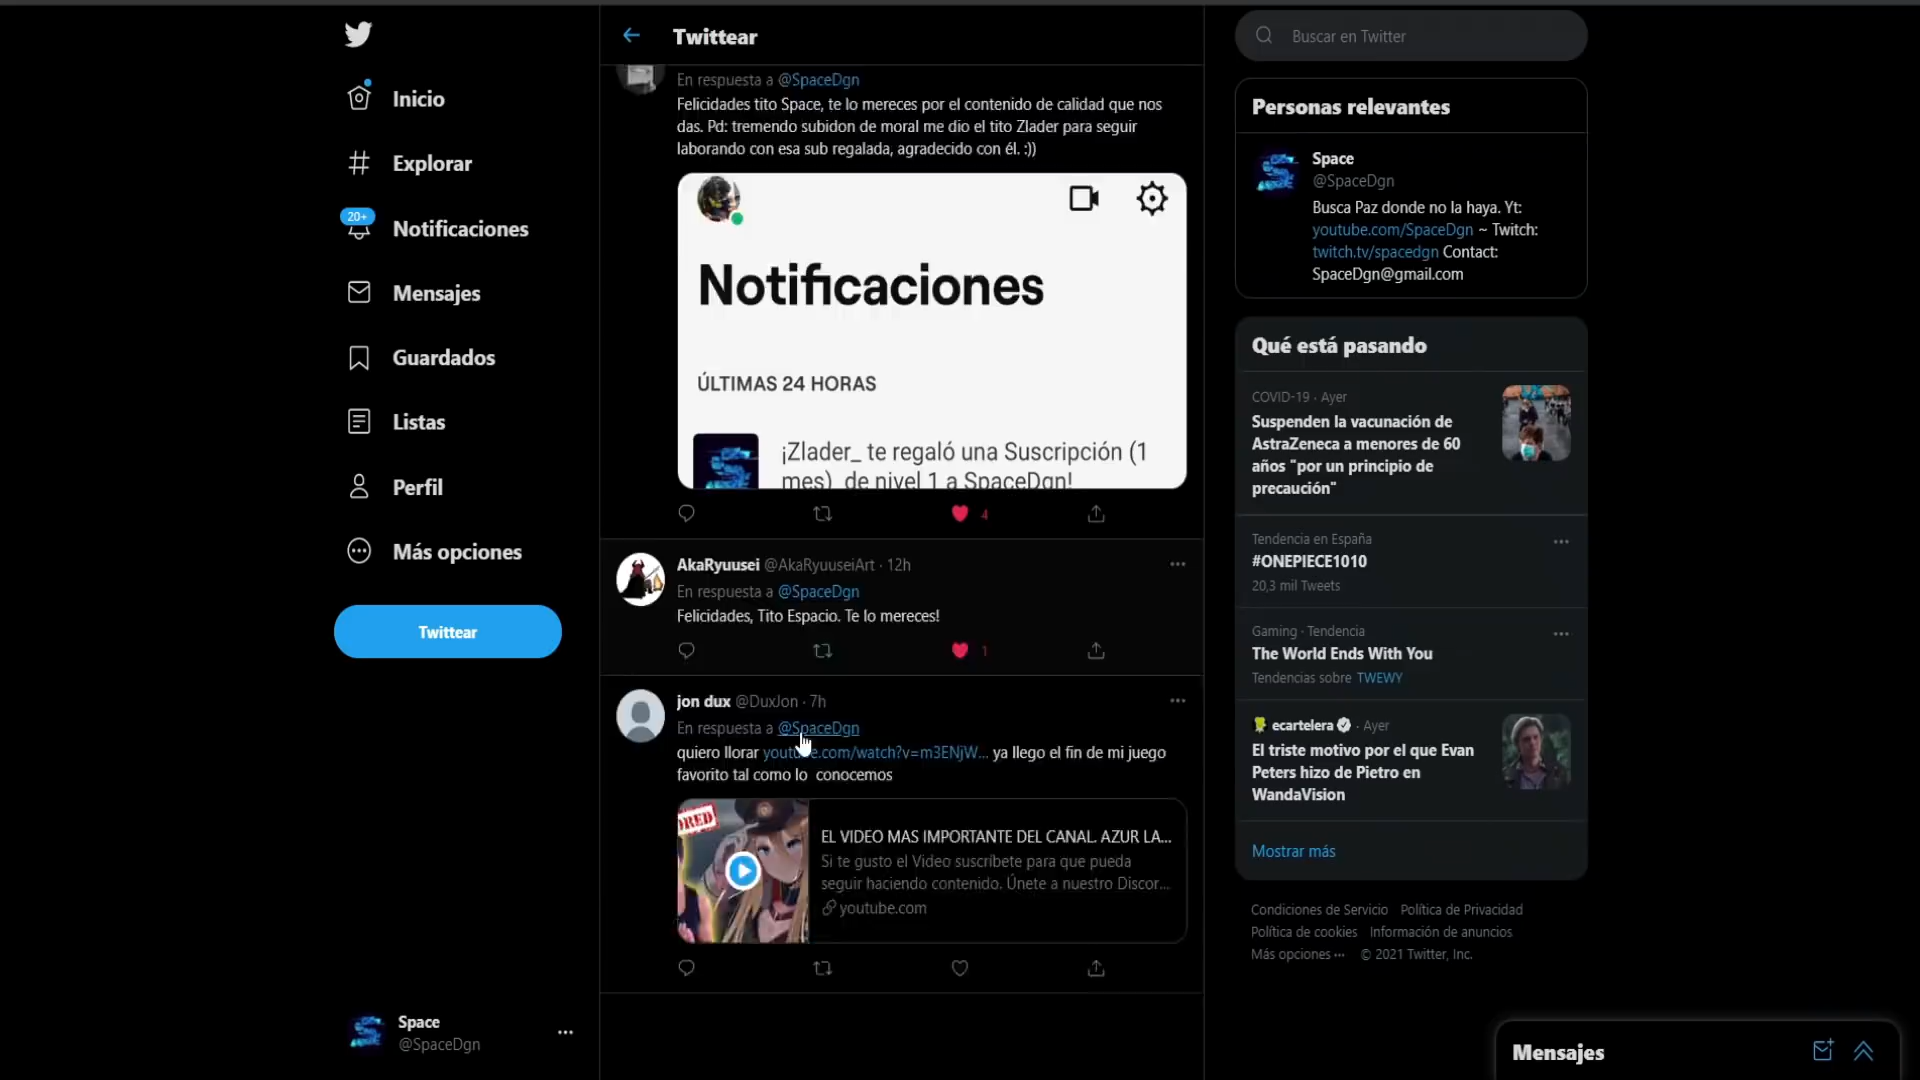 Inicio
Explorar
20+
Notificaciones
Mensajes
Guardados
Listas
Perfil
Más opciones
Twittear
Space
@SpaceDgn
Twittear
En respuesta a @SpaceDgn
Felicidades tito Space, te lo mereces por el contenido de calidad que nos
das. Pd: tremendo subidon de moral me dio el tito Zlader para seguir
laborando con esa sub regalada, agradecido con él. :))
Notificaciones
ÚLTIMAS 24 HORAS
¡Zlader_ te regaló una Suscripción (1
mes) de nivel 1 a SpaceDgn!
4
AkaRyuusei @AkaRyuuseiArt · 12h
En respuesta a @SpaceDgn
Felicidades, Tito Espacio. Te lo mereces!
1
jon dux @DuxJon · 7h
En respuesta a @SpaceDgn
quiero llorar youtube.com/watch?v=m3ENjW... ya llego el fin de mi juego
favorito tal como lo conocemos
ORED
EL VIDEO MAS IMPORTANTE DEL CANAL. AZUR LA...
Si te gusto el Video suscríbete para que pueda
seguir haciendo contenido. Únete a nuestro Discor...
youtube.com
Buscar en Twitter
Personas relevantes
Space
@SpaceDgn
Busca Paz donde no la haya. Yt:
youtube.com/SpaceDgn ~ Twitch:
twitch.tv/spacedgn Contact:
SpaceDgn@gmail.com
Qué está pasando
COVID-19 · Ayer
Suspenden la vacunación de
AstraZeneca a menores de 60
años "por un principio de
precaución"
Tendencia en España
#ONEPIECE1010
20,3 mil Tweets
Gaming · Tendencia
The World Ends With You
Tendencias sobre TWEWY
ecartelera · Ayer
El triste motivo por el que Evan
Peters hizo de Pietro en
WandaVision
Mostrar más
Condiciones de Servicio Política de Privacidad
Política de cookies Información de anuncios
Más opciones ··· © 2021 Twitter, Inc.
Mensajes